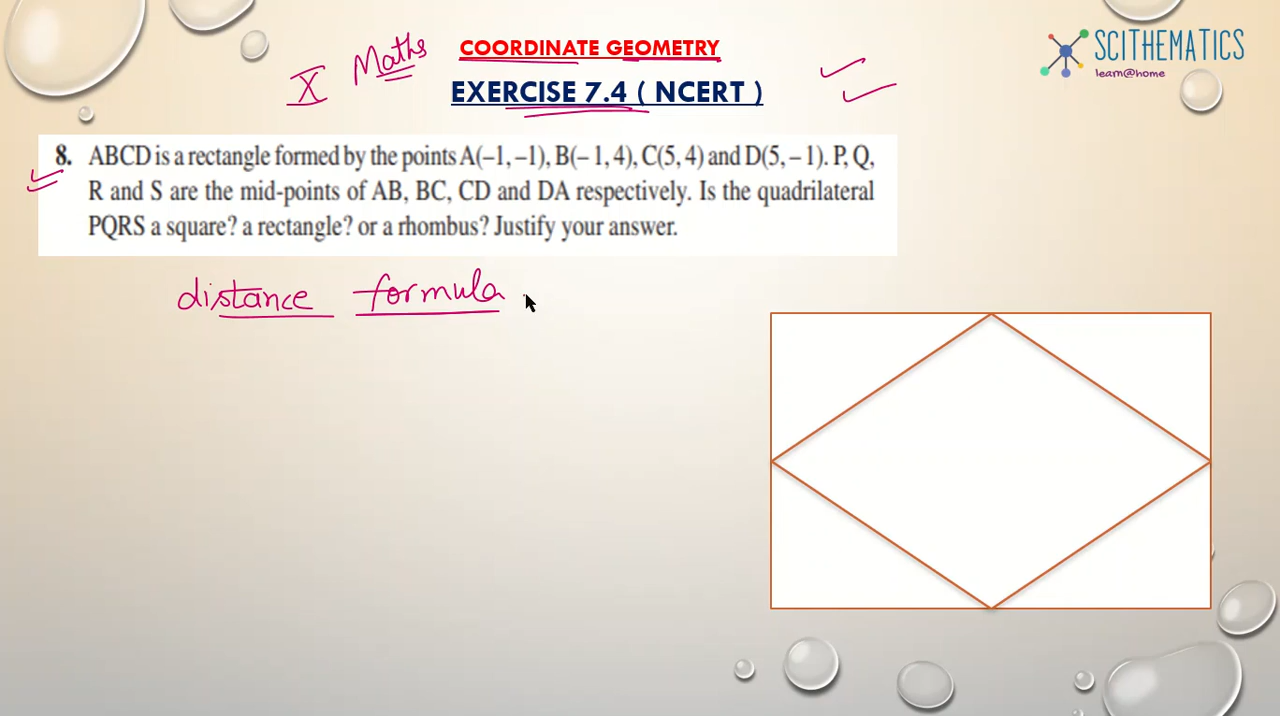 X Maths
COORDINATE GEOMETRY
EXERCISE 7.4 ( NCERT )
SCITHEMATICS
learn@home
8. ABCD is a rectangle formed by the points A(–1, –1), B(– 1, 4), C(5, 4) and D(5, – 1). P, Q,
R and S are the mid-points of AB, BC, CD and DA respectively. Is the quadrilateral
PQRS a square? a rectangle? or a rhombus? Justify your answer.
distance formula